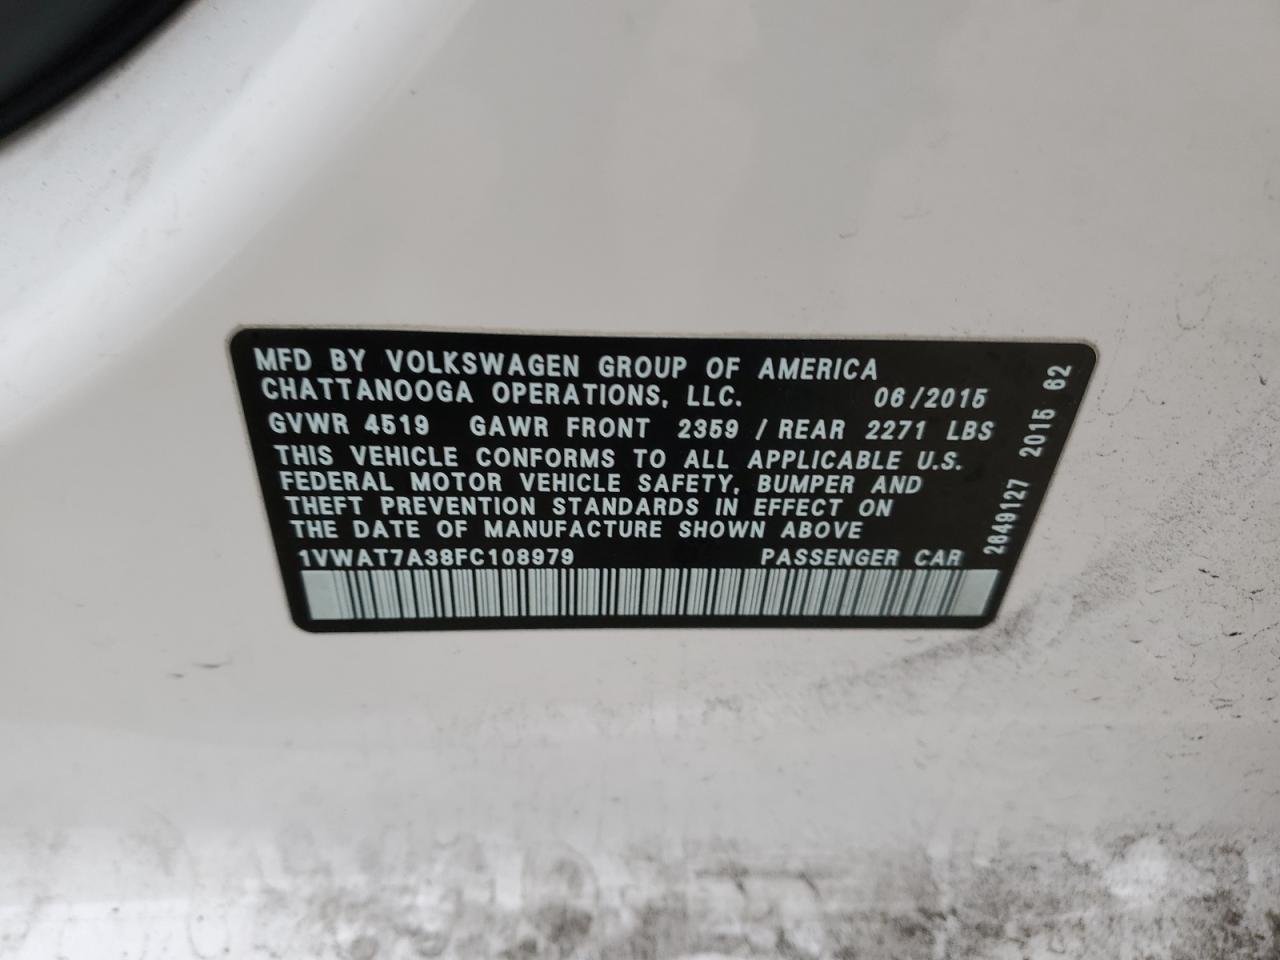 MFD BY VOLKSWAGEN GROUP OF AMERICA
CHATTANOOGA OPERATIONS, LLC. 06/2015
GVWR 4519 GAWR FRONT 2359 / REAR 2271 LBS
THIS VEHICLE CONFORMS TO ALL APPLICABLE U.S.
FEDERAL MOTOR VEHICLE SAFETY, BUMPER AND
THEFT PREVENTION STANDARDS IN EFFECT ON
THE DATE OF MANUFACTURE SHOWN ABOVE
1VWAT7A38FC108979 PASSENGER CAR
2849127 2015 62